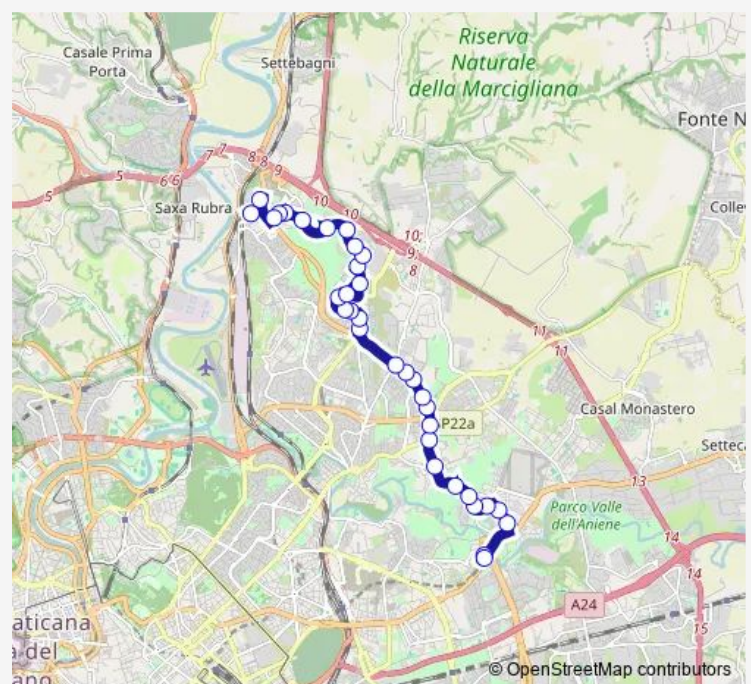 Casale Prima
Porta
Settebagni
Riserva
Naturale
della Marcigliana
Fonte N
7
7
8
8
9
5
5
6
6
10
10
Saxa Rubra
Colle
10
9
8
11
11
Casal Monastero
P22a
Setteca
13
Parco Valle
dell'Aniene
14
14
A24
15
aticana
a del
ano
© OpenStreetMap contributors